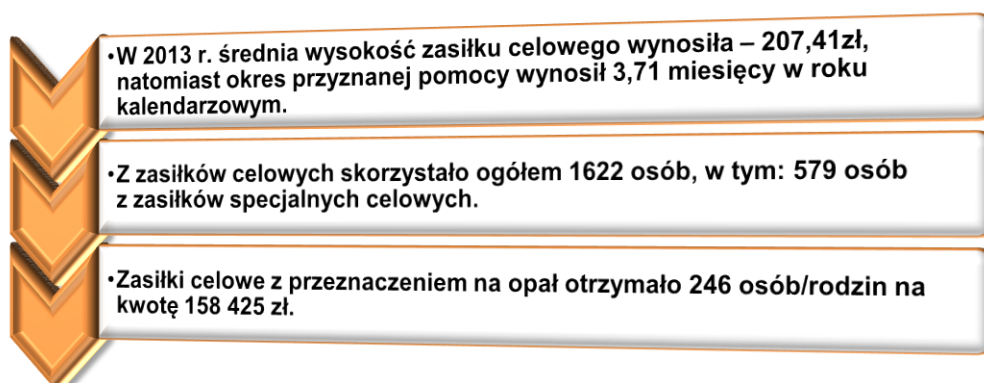 •W 2013 r. średnia wysokość zasiłku celowego wynosiła – 207,41zł,
natomiast okres przyznanej pomocy wynosił 3,71 miesięcy w roku
kalendarzowym.
•Z zasiłków celowych skorzystało ogółem 1622 osób, w tym: 579 osób
z zasiłków specjalnych celowych.
•Zasiłki celowe z przeznaczeniem na opał otrzymało 246 osób/rodzin na
kwotę 158 425 zł.